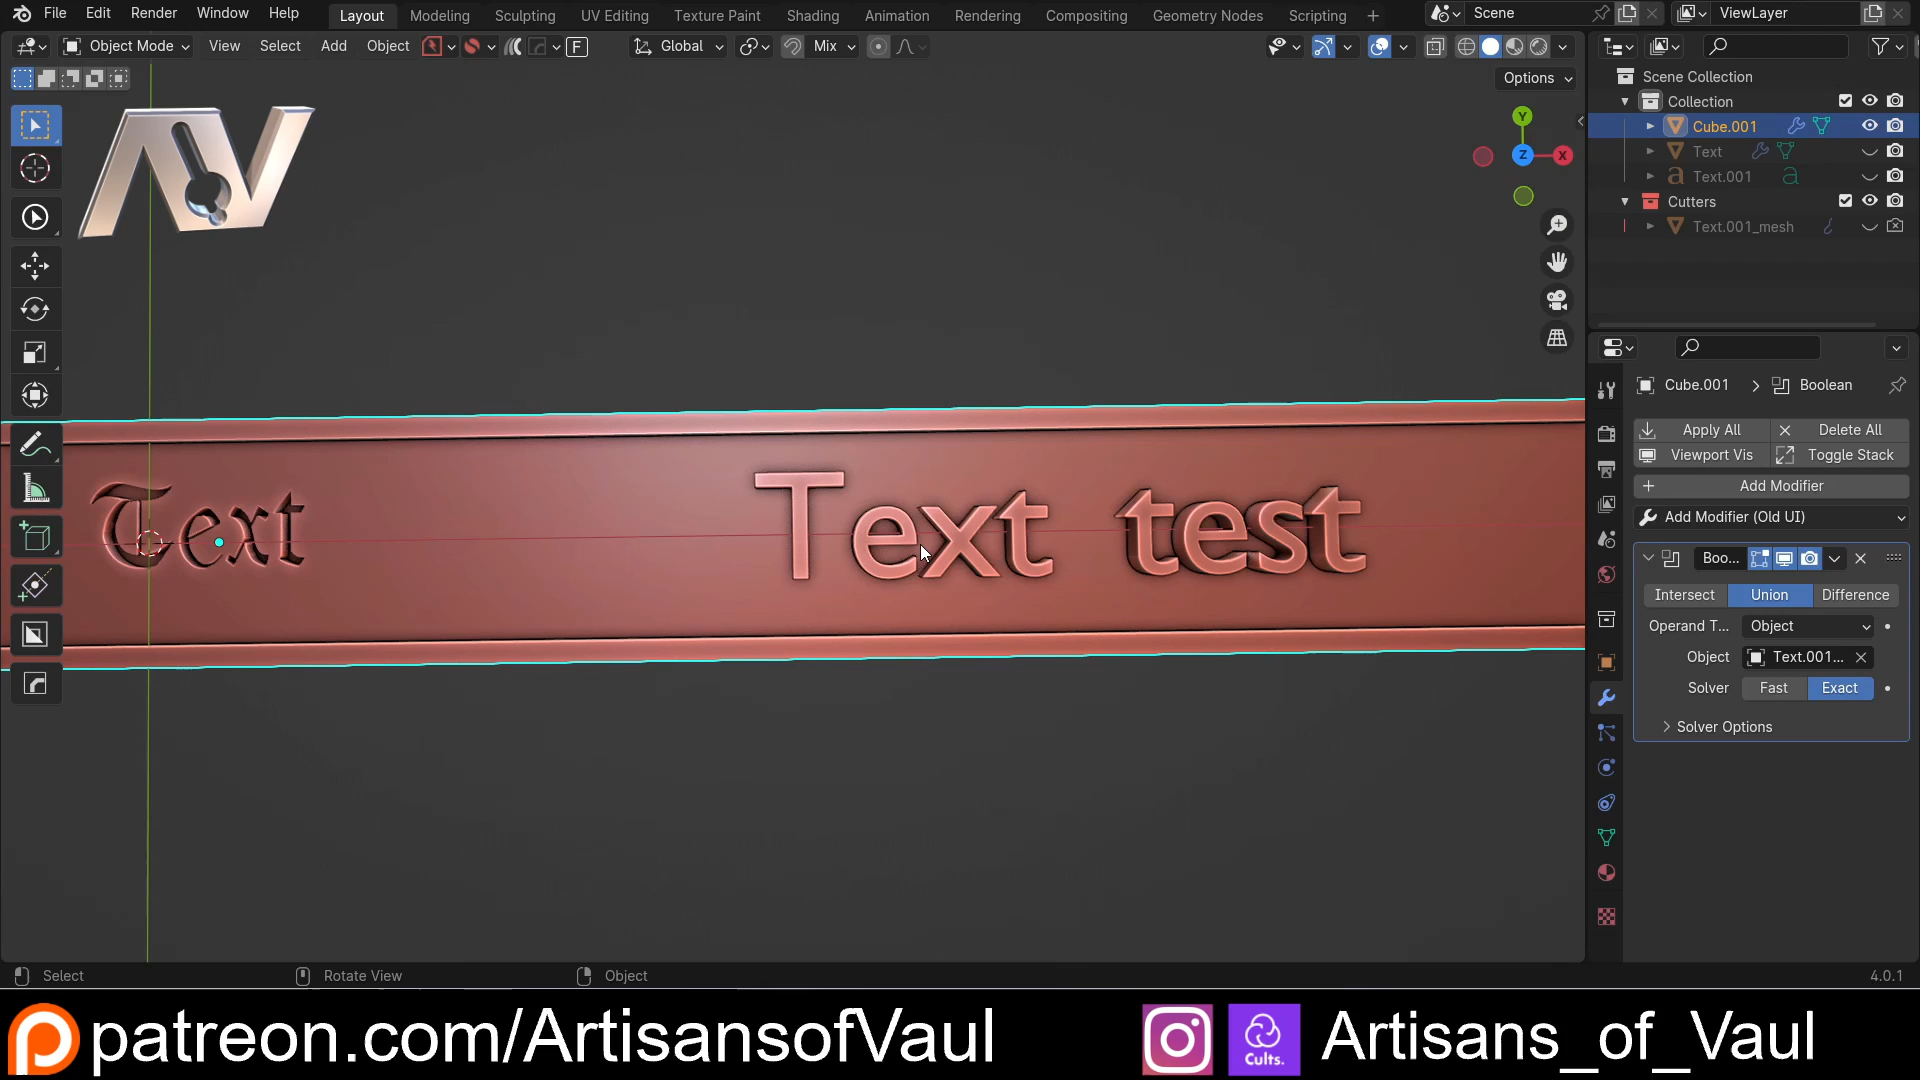 File Edit Render Window Help Layout Modeling Sculpting UV Editing Texture Paint Shading Animation Rendering Compositing Geometry Nodes Scripting + Scene ViewLayer
Object Mode View Select Add Object F Global Mix
Options
Scene Collection
Collection
Cube.001
Text
Text.001
Cutters
Text.001_mesh
Y
Z X
AV
Cube.001 > Boolean
Apply All Delete All
Viewport Vis Toggle Stack
Add Modifier
Add Modifier (Old UI)
Boo...
Intersect Union Difference
Operand T... Object
Object Text.001...
Solver Fast Exact
Solver Options
Text Text test
Select Rotate View Object 4.0.1
patreon.com/ArtisansofVaul Cults. Artisans_of_Vaul